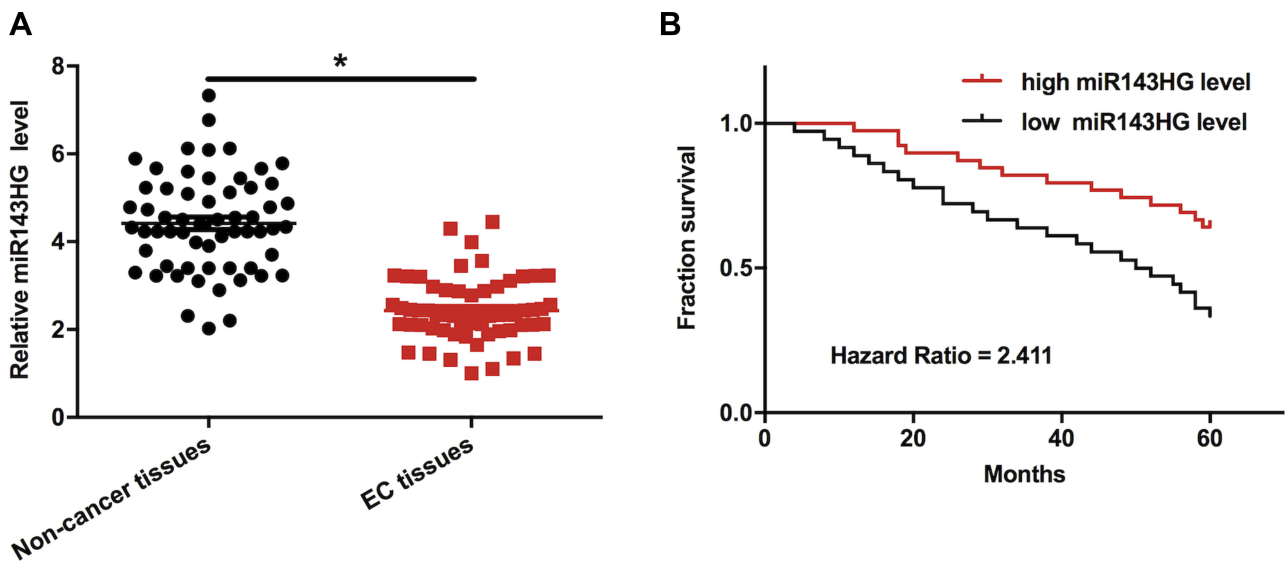 A
Relative miR143HG level
8
6
4
2
0
*
Non-cancer tissues
EC tissues
B
Fraction survival
1.0
0.5
0.0
high miR143HG level
low miR143HG level
Hazard Ratio = 2.411
0
20
40
60
Months